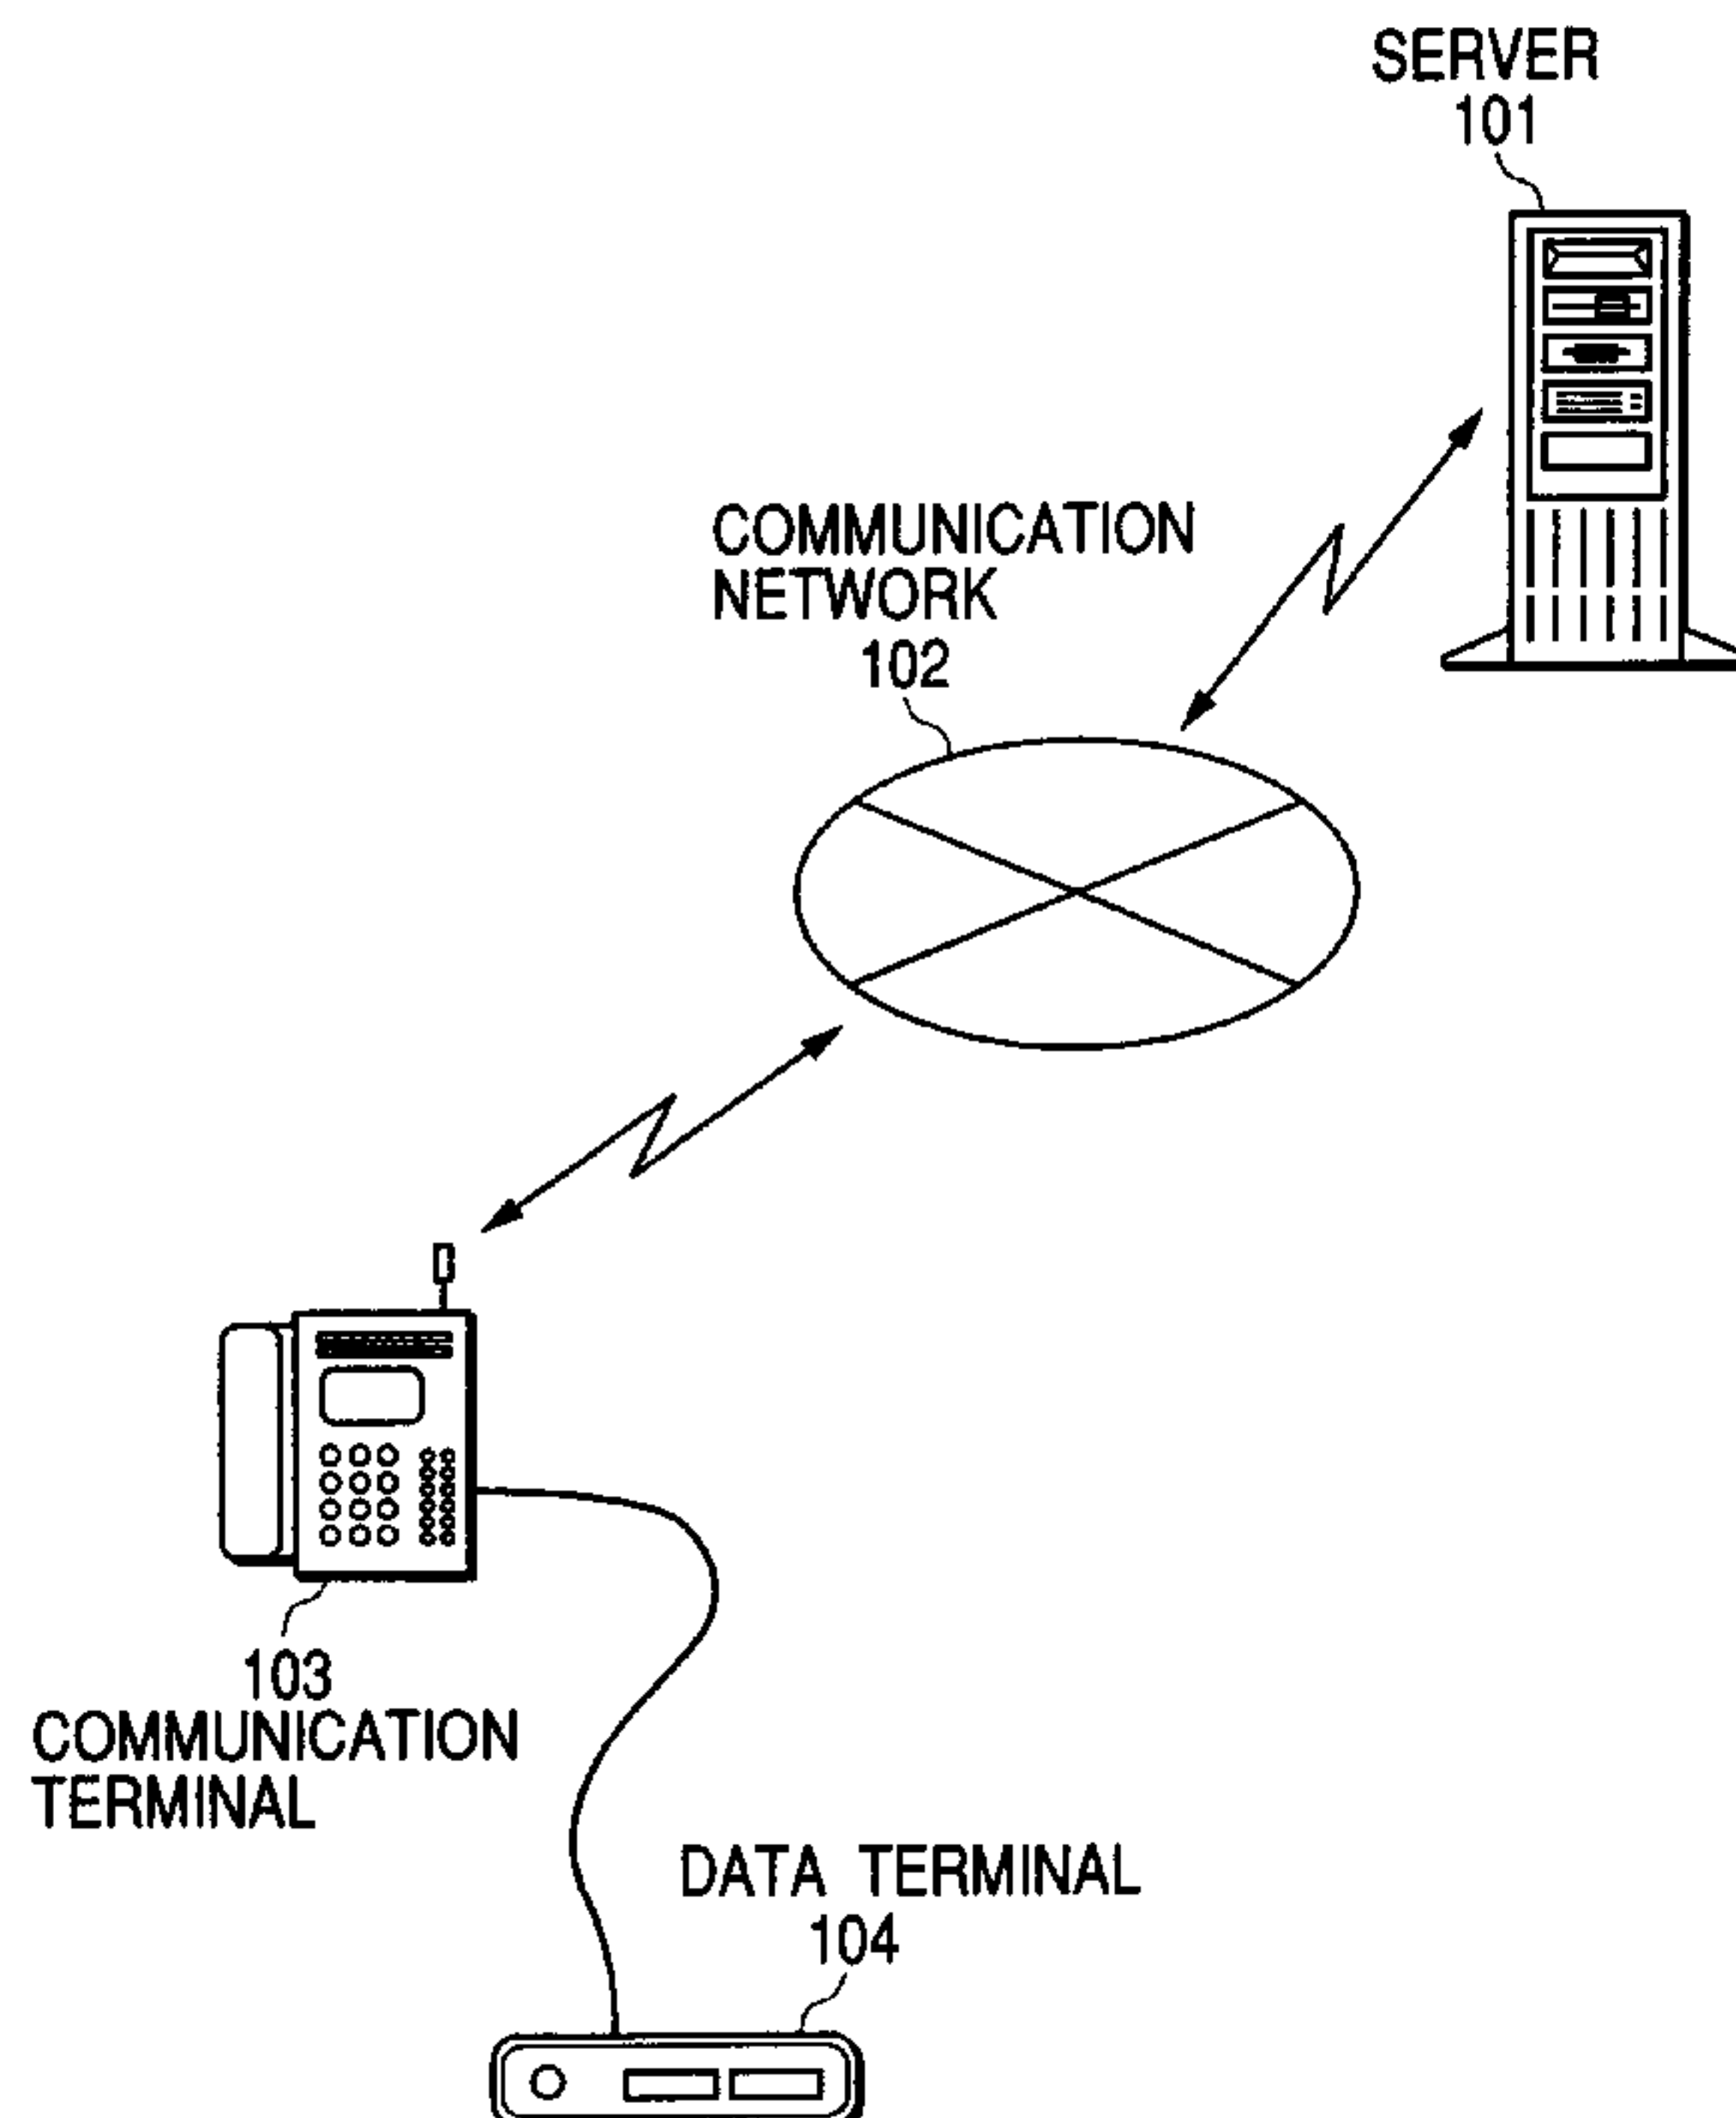 SERVER
101
COMMUNICATION
NETWORK
102
103
COMMUNICATION
TERMINAL
DATA TERMINAL
104